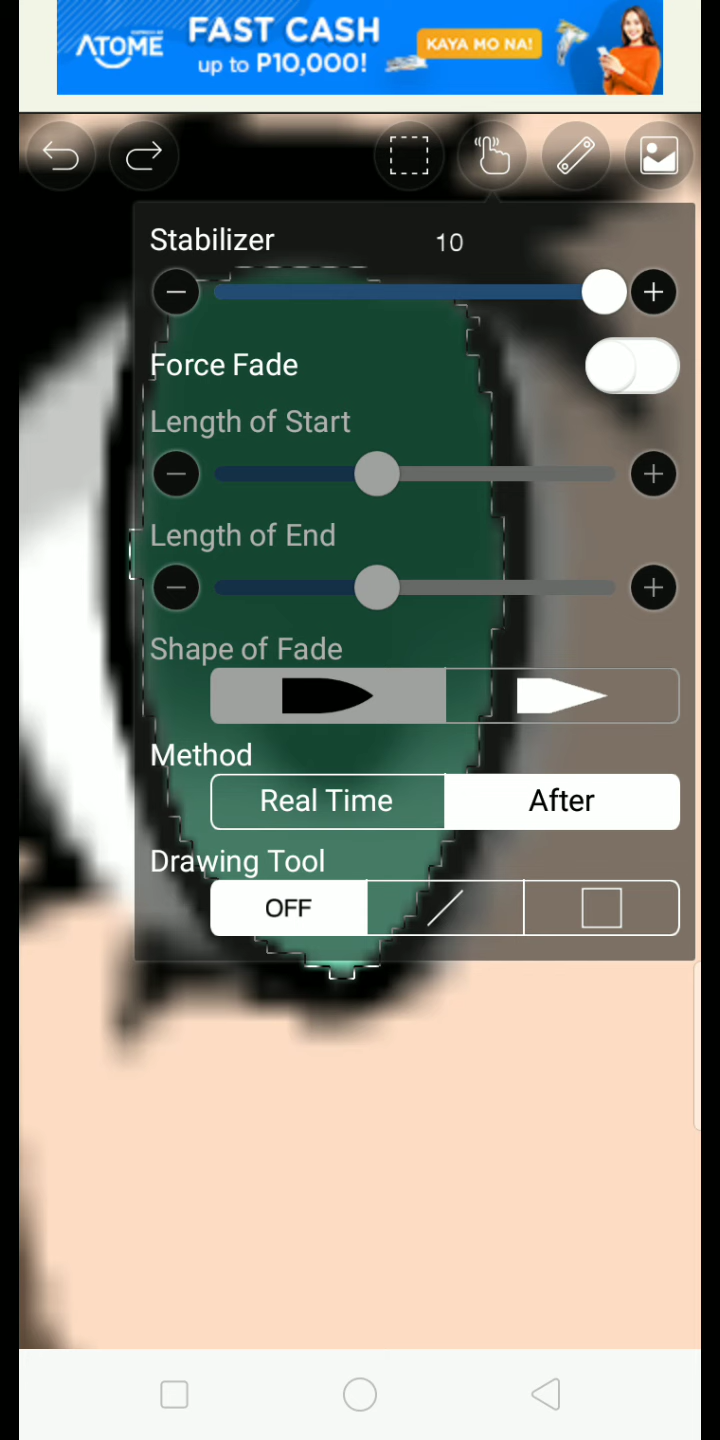 ATOME
FAST CASH
up to P10,000!
KAYA MO NA!
Stabilizer 10
Force Fade
Length of Start
Length of End
Shape of Fade
Method
Real Time After
Drawing Tool
OFF